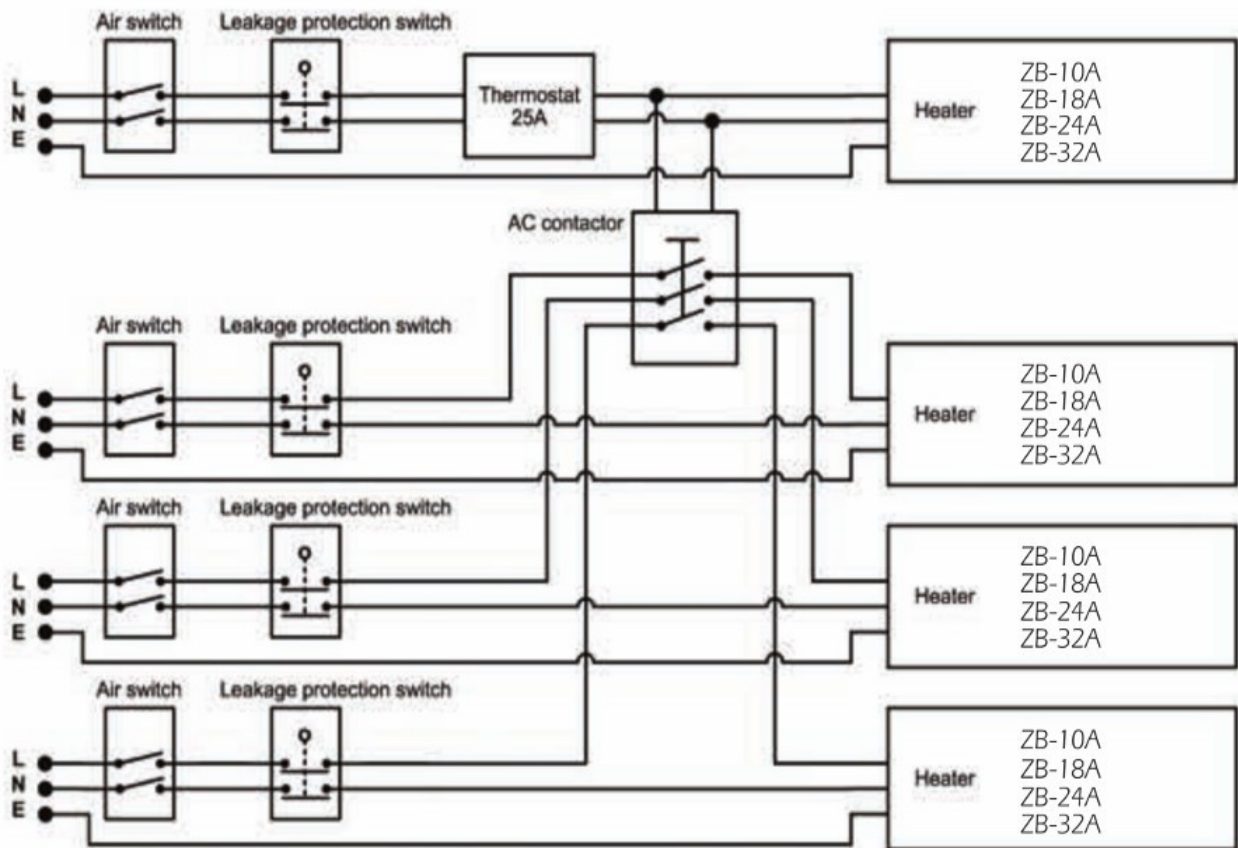 Air switch
Leakage protection switch
L
N
E
Thermostat
25A
Heater
ZB-10A
ZB-18A
ZB-24A
ZB-32A
AC contactor
Air switch
Leakage protection switch
L
N
E
Heater
ZB-10A
ZB-18A
ZB-24A
ZB-32A
Air switch
Leakage protection switch
L
N
E
Heater
ZB-10A
ZB-18A
ZB-24A
ZB-32A
Air switch
Leakage protection switch
L
N
E
Heater
ZB-10A
ZB-18A
ZB-24A
ZB-32A